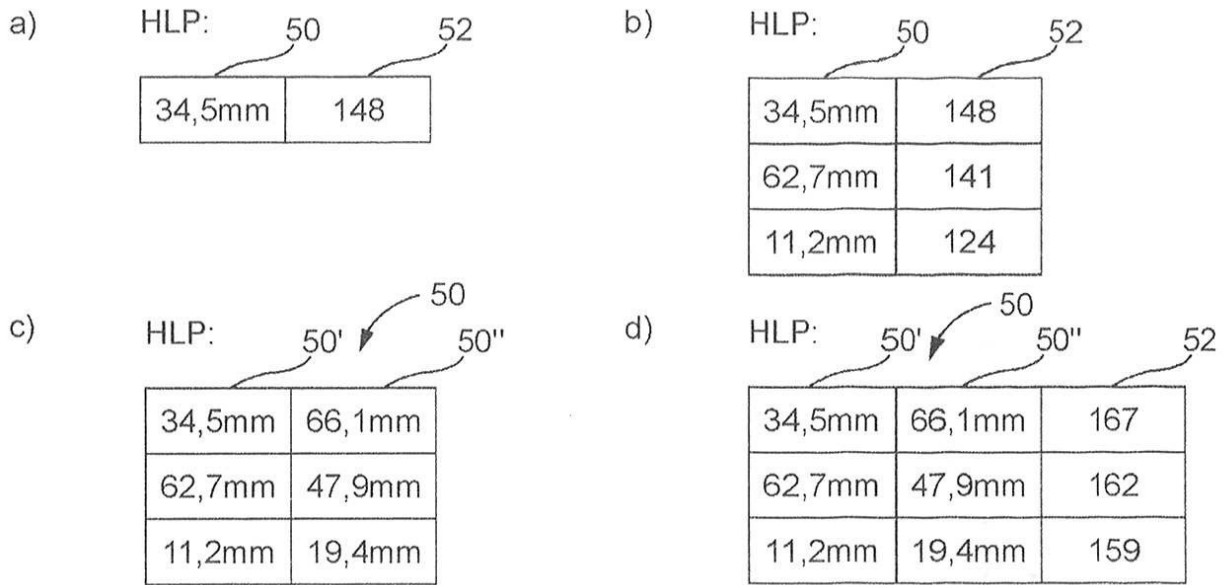 a) HLP:
50 52
34,5mm 148
b) HLP:
50 52
34,5mm 148
62,7mm 141
11,2mm 124
c) HLP:
50
50' 50''
34,5mm 66,1mm
62,7mm 47,9mm
11,2mm 19,4mm
d) HLP:
50
50' 50'' 52
34,5mm 66,1mm 167
62,7mm 47,9mm 162
11,2mm 19,4mm 159